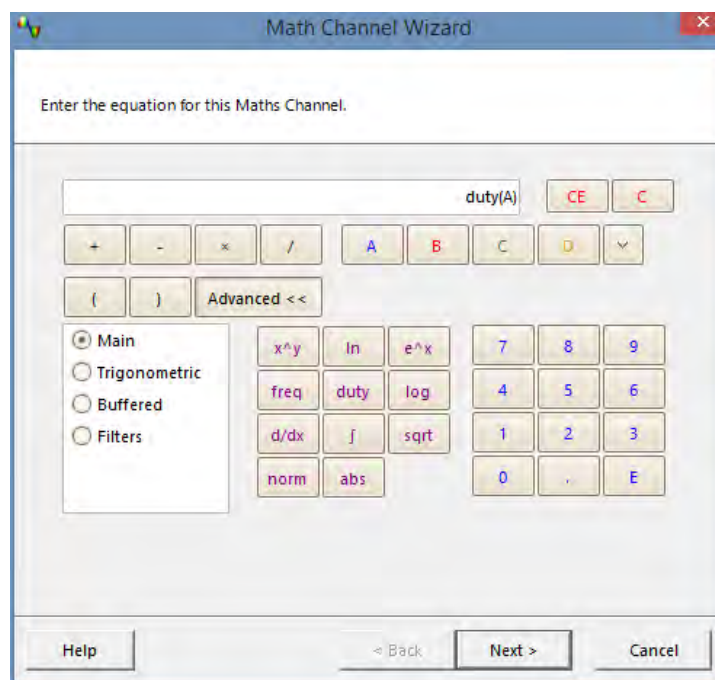 Math Channel Wizard
Enter the equation for this Maths Channel.
duty(A) CE C
+ - × / A B C D
( ) Advanced <<
Main
Trigonometric
Buffered
Filters
x^y ln e^x
freq duty log
d/dx ∫ sqrt
norm abs
7 8 9
4 5 6
1 2 3
0 . E
Help < Back Next > Cancel